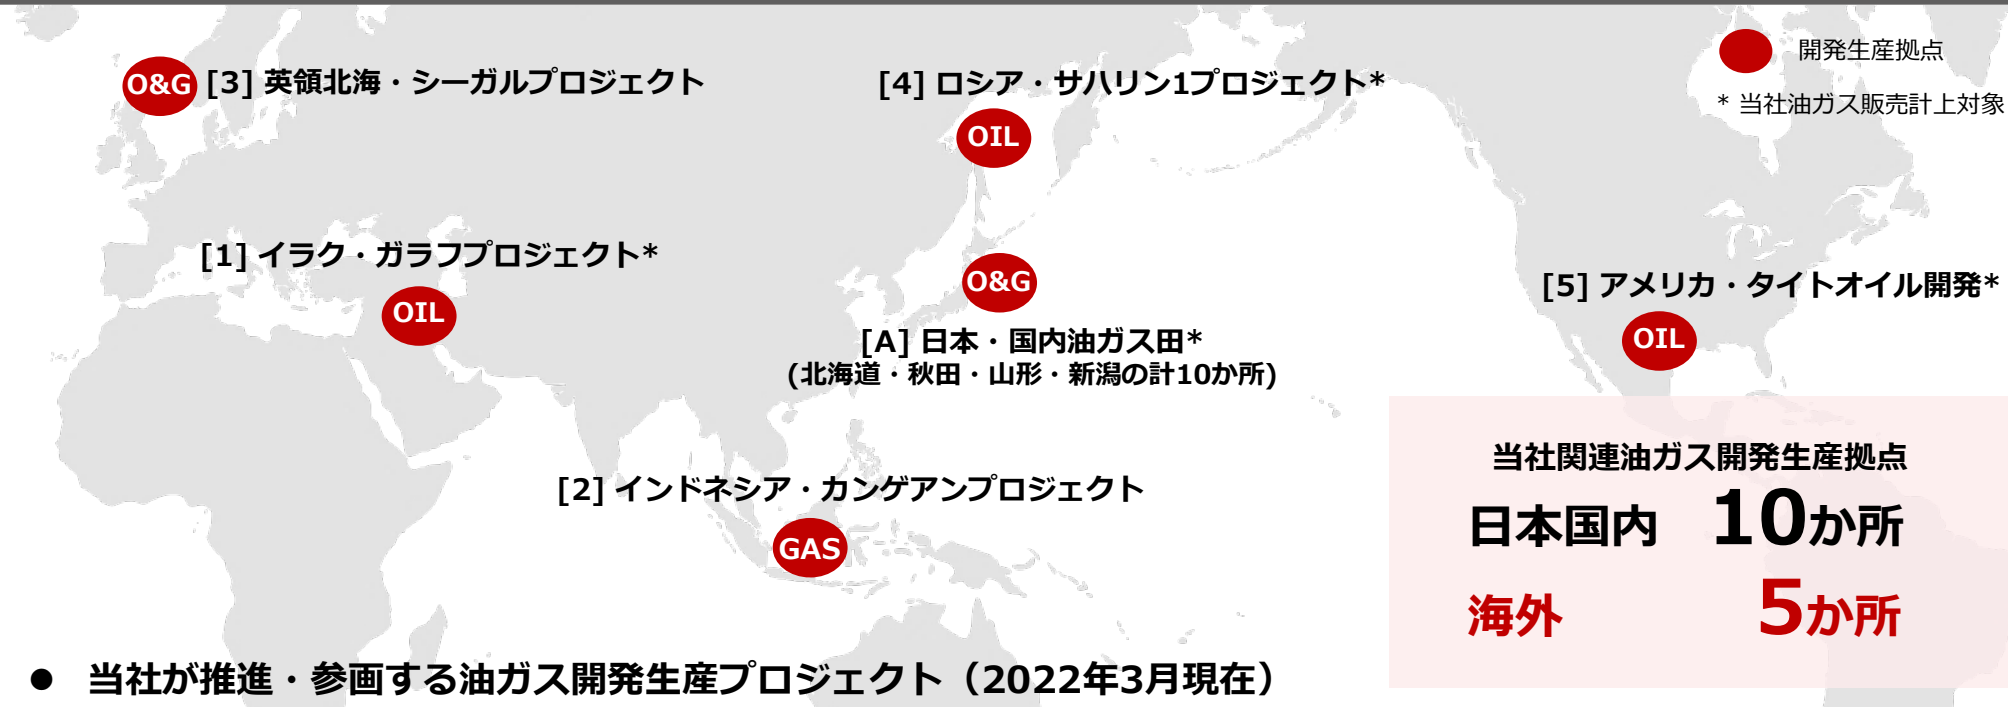 開発生産拠点
* 当社油ガス販売計上対象
O&G [3] 英領北海・シーガルプロジェクト
[4] ロシア・サハリン1プロジェクト*
OIL
[1] イラク・ガラフプロジェクト*
OIL
O&G
[A] 日本・国内油ガス田*
(北海道・秋田・山形・新潟の計10か所)
[5] アメリカ・タイトオイル開発*
OIL
[2] インドネシア・カンゲアンプロジェクト
GAS
当社関連油ガス開発生産拠点
日本国内 10か所
海外 5か所
● 当社が推進・参画する油ガス開発生産プロジェクト（2022年3月現在）